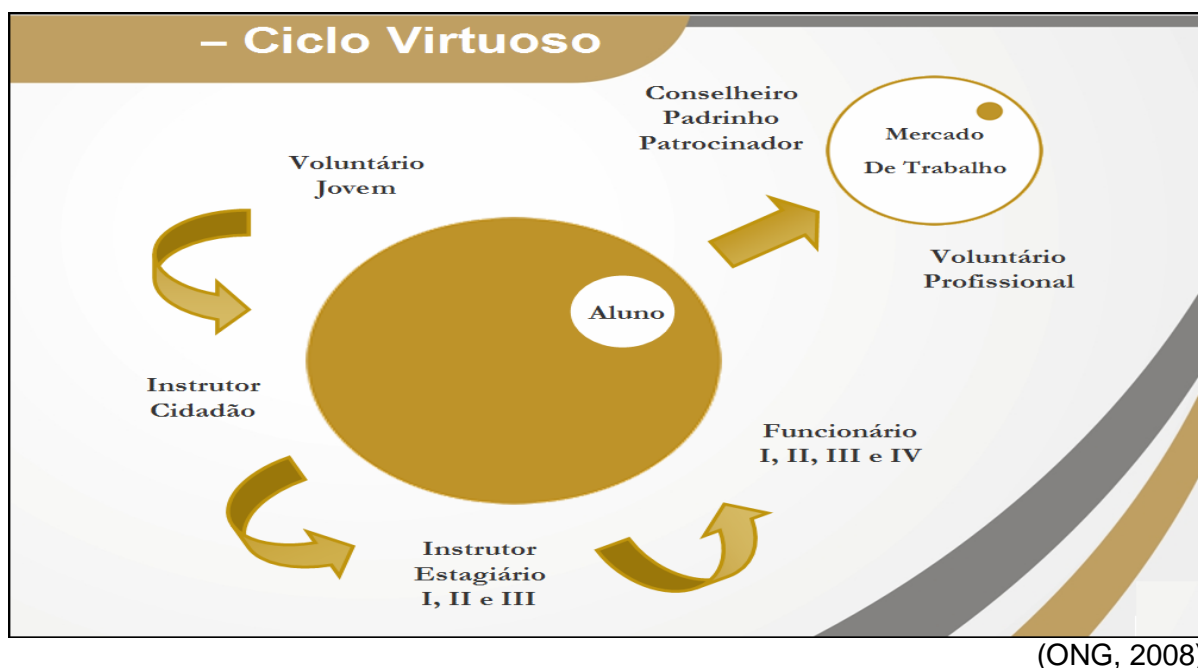 – Ciclo Virtuoso
Conselheiro
Padrinho
Patrocinador
Mercado
De Trabalho
Voluntário
Jovem
Voluntário
Profissional
Aluno
Instrutor
Cidadão
Funcionário
I, II, III e IV
Instrutor
Estagiário
I, II e III
(ONG, 2008)